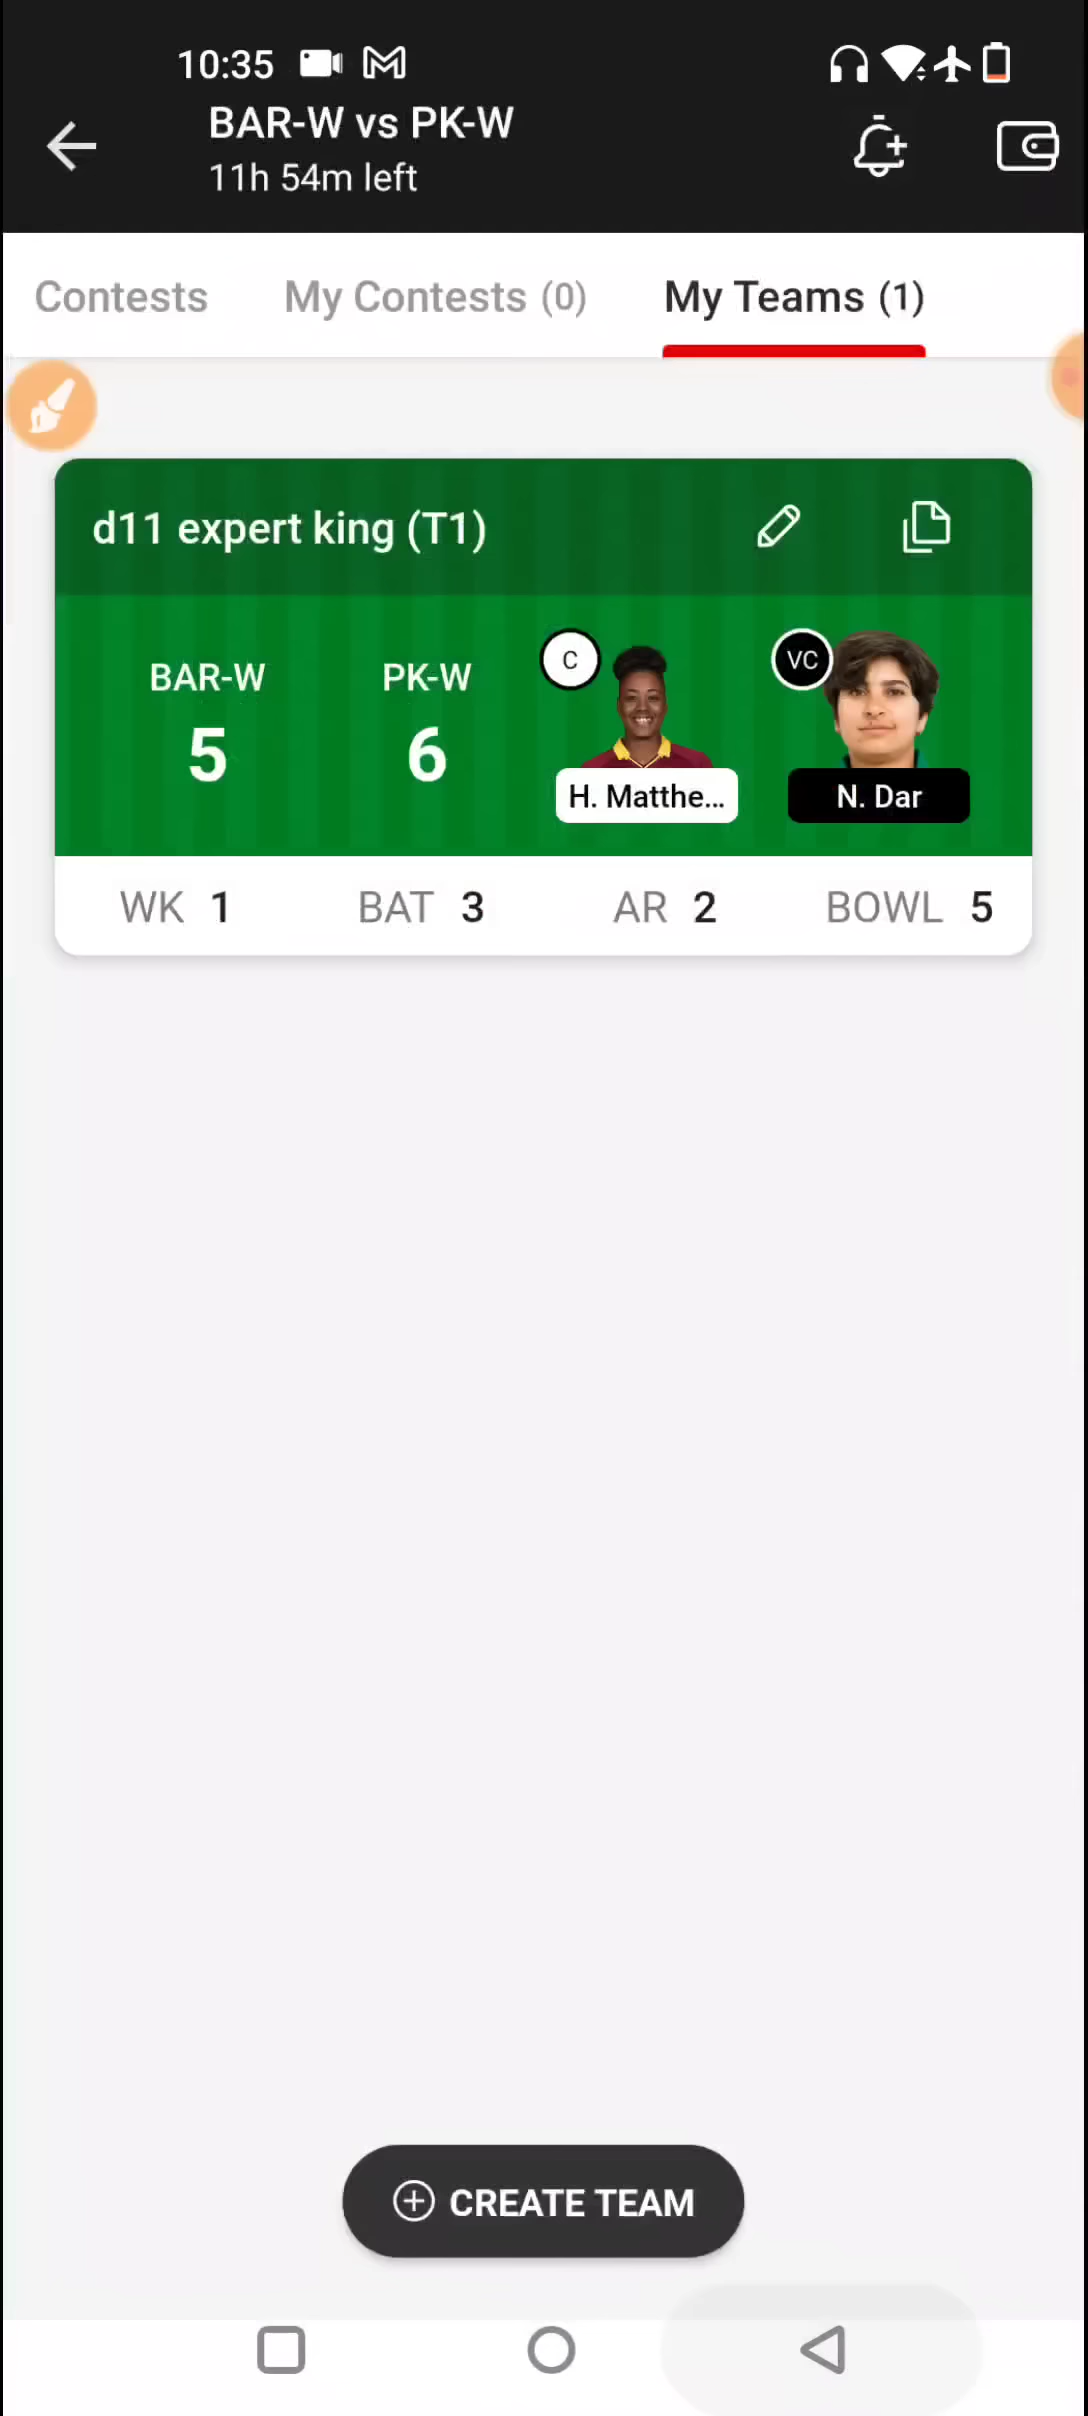 10:35
BAR-W vs PK-W
11h 54m left
Contests
My Contests (0)
My Teams (1)
d11 expert king (T1)
BAR-W
5
PK-W
6
C
H. Matthe...
VC
N. Dar
WK 1
BAT 3
AR 2
BOWL 5
CREATE TEAM